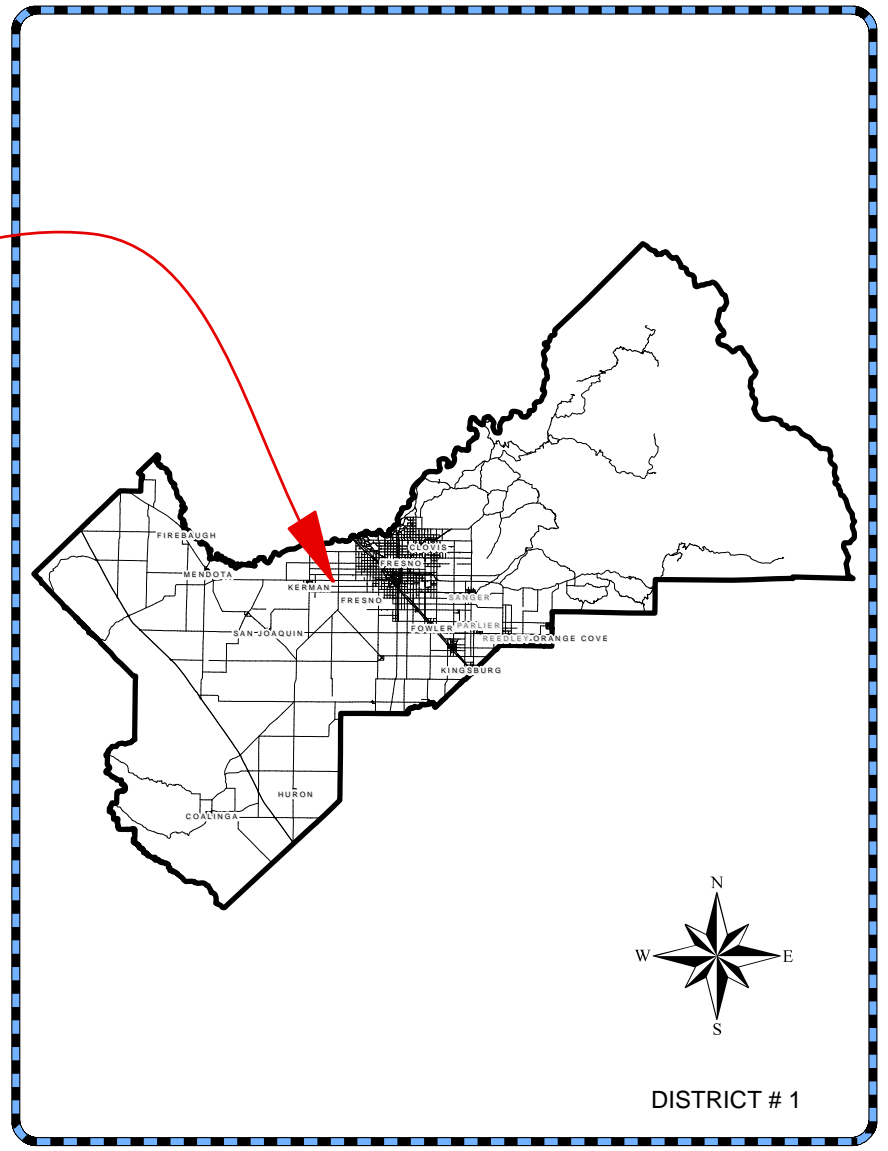 FIREBAUGH
CLOVIS
FRESNO
MENDOTA
KERMAN
FRESNO
SANGER
FOWLER
PARLIER
SAN JOAQUIN
REEDLEY
ORANGE COVE
KINGSBURG
HURON
COALINGA
N
W
E
S
DISTRICT # 1